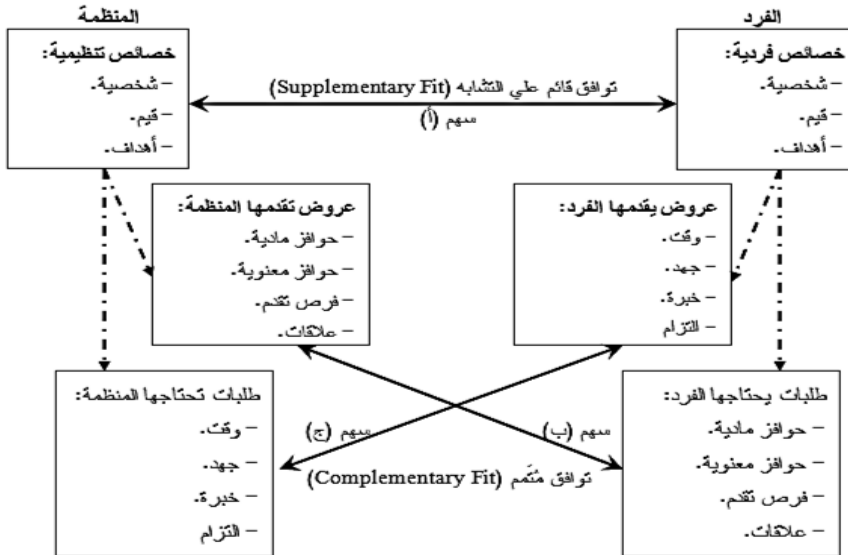 الفرد
المنظمة
خصائص فردية:
– شخصية.
– قيم.
– أهداف.
توافق قائم علي التشابه (Supplementary Fit)
سهم (أ)
خصائص تنظيمية:
– شخصية.
– قيم.
– أهداف.
عروض يقدمها الفرد:
– وقت.
– جهد.
– خبرة.
– التزام
عروض تقدمها المنظمة:
– حوافز مادية.
– حوافز معنوية.
– فرص تقدم.
– علاقات.
طلبات يحتاجها الفرد:
– حوافز مادية.
– حوافز معنوية.
– فرص تقدم.
– علاقات.
سهم (ب)
سهم (ج)
توافق مُتَمم (Complementary Fit)
طلبات تحتاجها المنظمة:
– وقت.
– جهد.
– خبرة.
– التزام